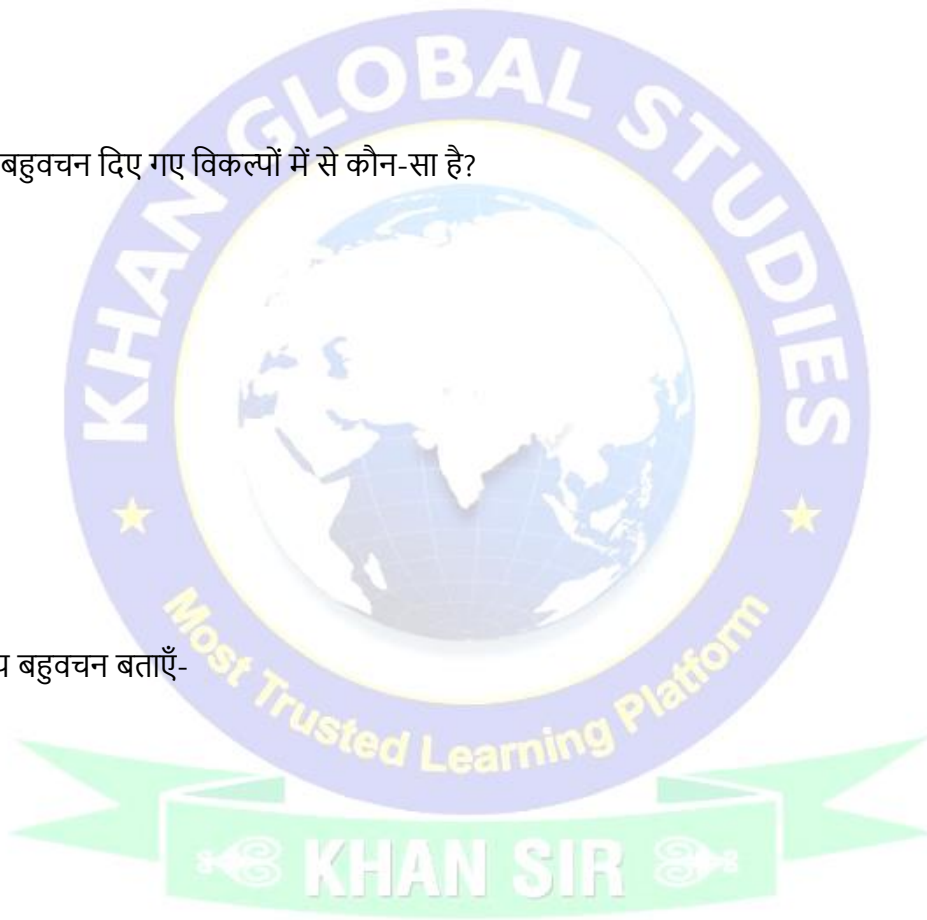 KHAN GLOBAL STUDIES
बहुवचन दिए गए विकल्पों में से कौन-सा है?
बहुवचन बताएँ-
Most Trusted Learning Platform
KHAN SIR